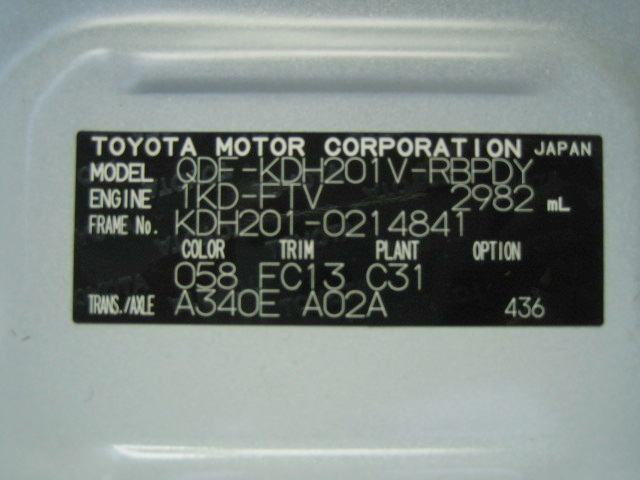 TOYOTA MOTOR CORPORATION JAPAN
MODEL QDF-KDH201V-RBPDY
ENGINE 1KD-FTV 2982 mL
FRAME No. KDH201-0214841
COLOR TRIM PLANT OPTION
058 FC13 C31
TRANS./AXLE A340E A02A 436